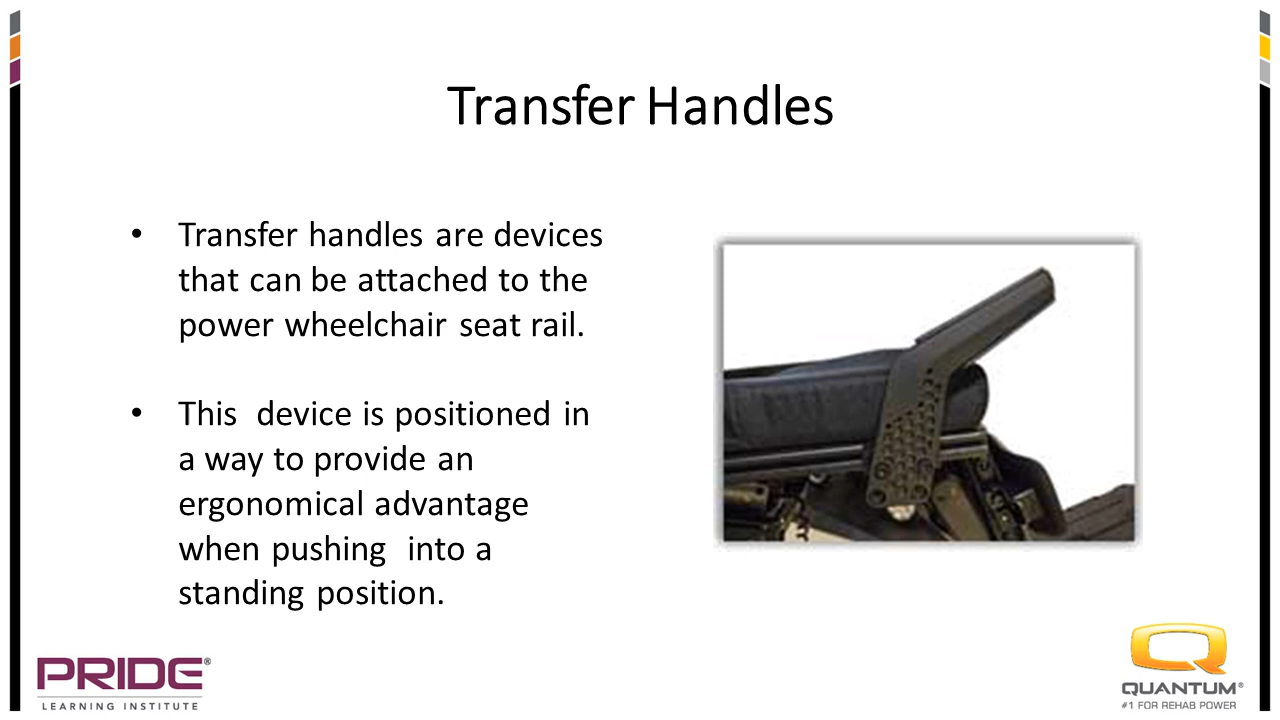 Transfer Handles
• Transfer handles are devices
that can be attached to the
power wheelchair seat rail.
• This  device is positioned in
a way to provide an
ergonomical advantage
when pushing  into a
standing position.
PRIDE®
LEARNING INSTITUTE
QUANTUM®
#1 FOR REHAB POWER